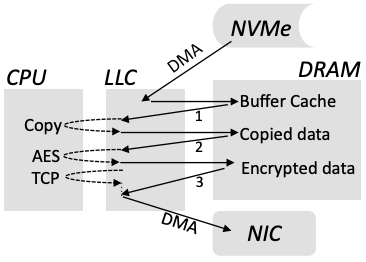 NVMe
DMA
CPU
LLC
DRAM
Buffer Cache
1
Copy
Copied data
2
AES
Encrypted data
TCP
3
DMA
NIC